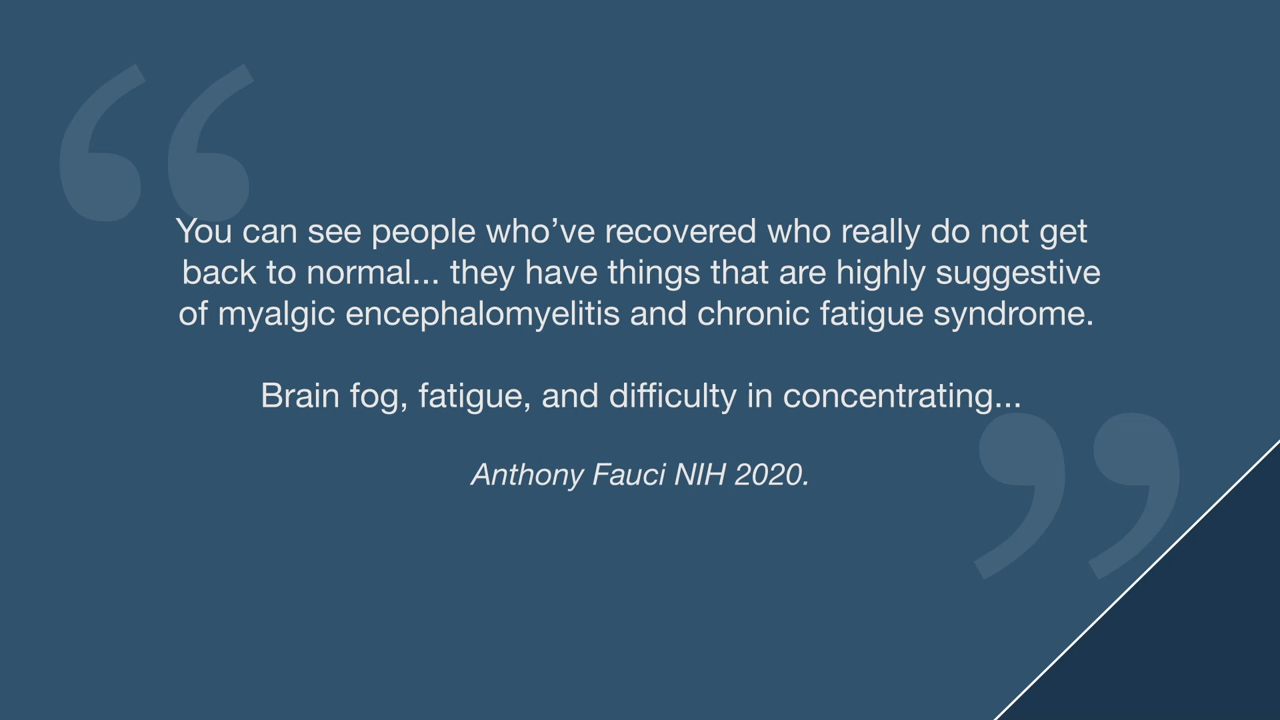 You can see people who’ve recovered who really do not get
back to normal... they have things that are highly suggestive
of myalgic encephalomyelitis and chronic fatigue syndrome.
Brain fog, fatigue, and difficulty in concentrating...
Anthony Fauci NIH 2020.